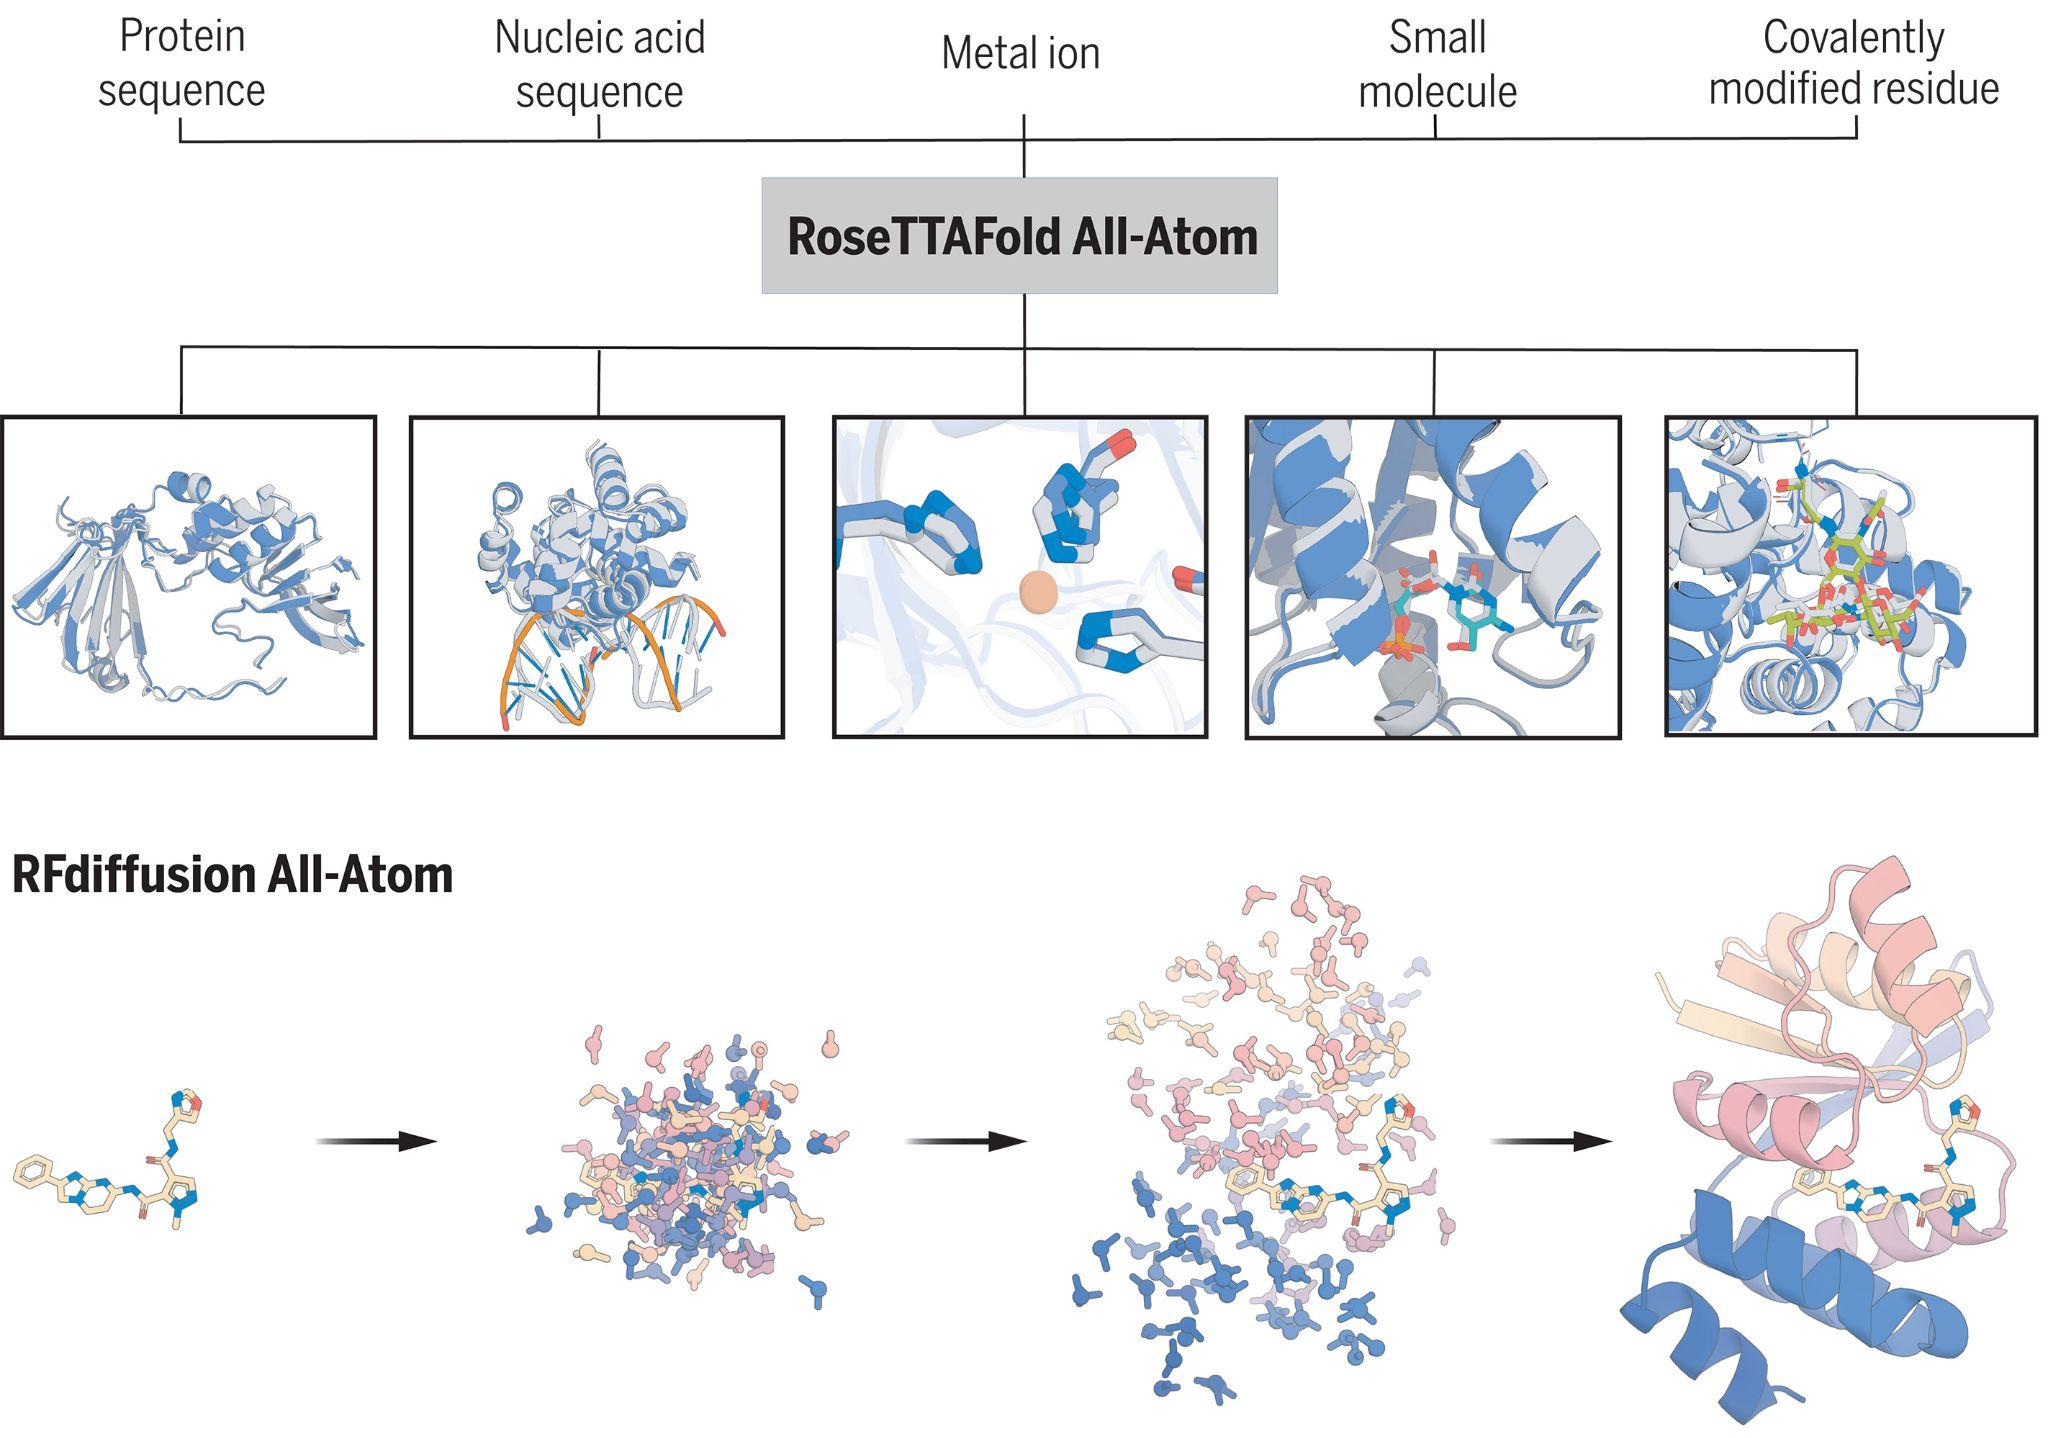 Protein
sequence
Nucleic acid
sequence
Metal ion
Small
molecule
Covalently
modified residue
RoseTTAFold All-Atom
RFdiffusion All-Atom